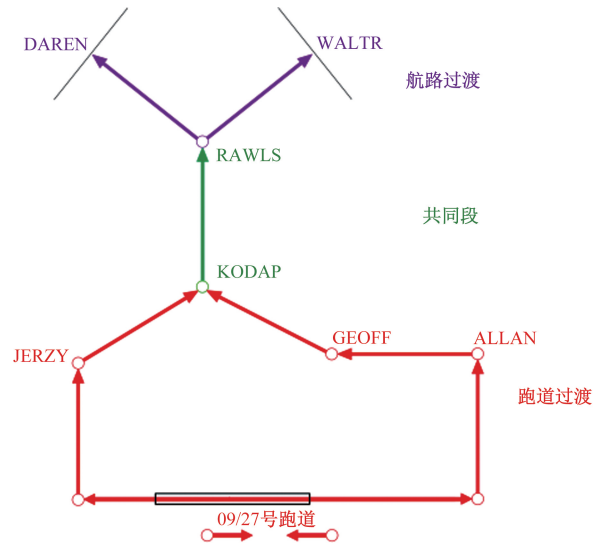 DAREN
WALTR
航路过渡
RAWLS
共同段
KODAP
JERZY
GEOFF
ALLAN
跑道过渡
09/27号跑道